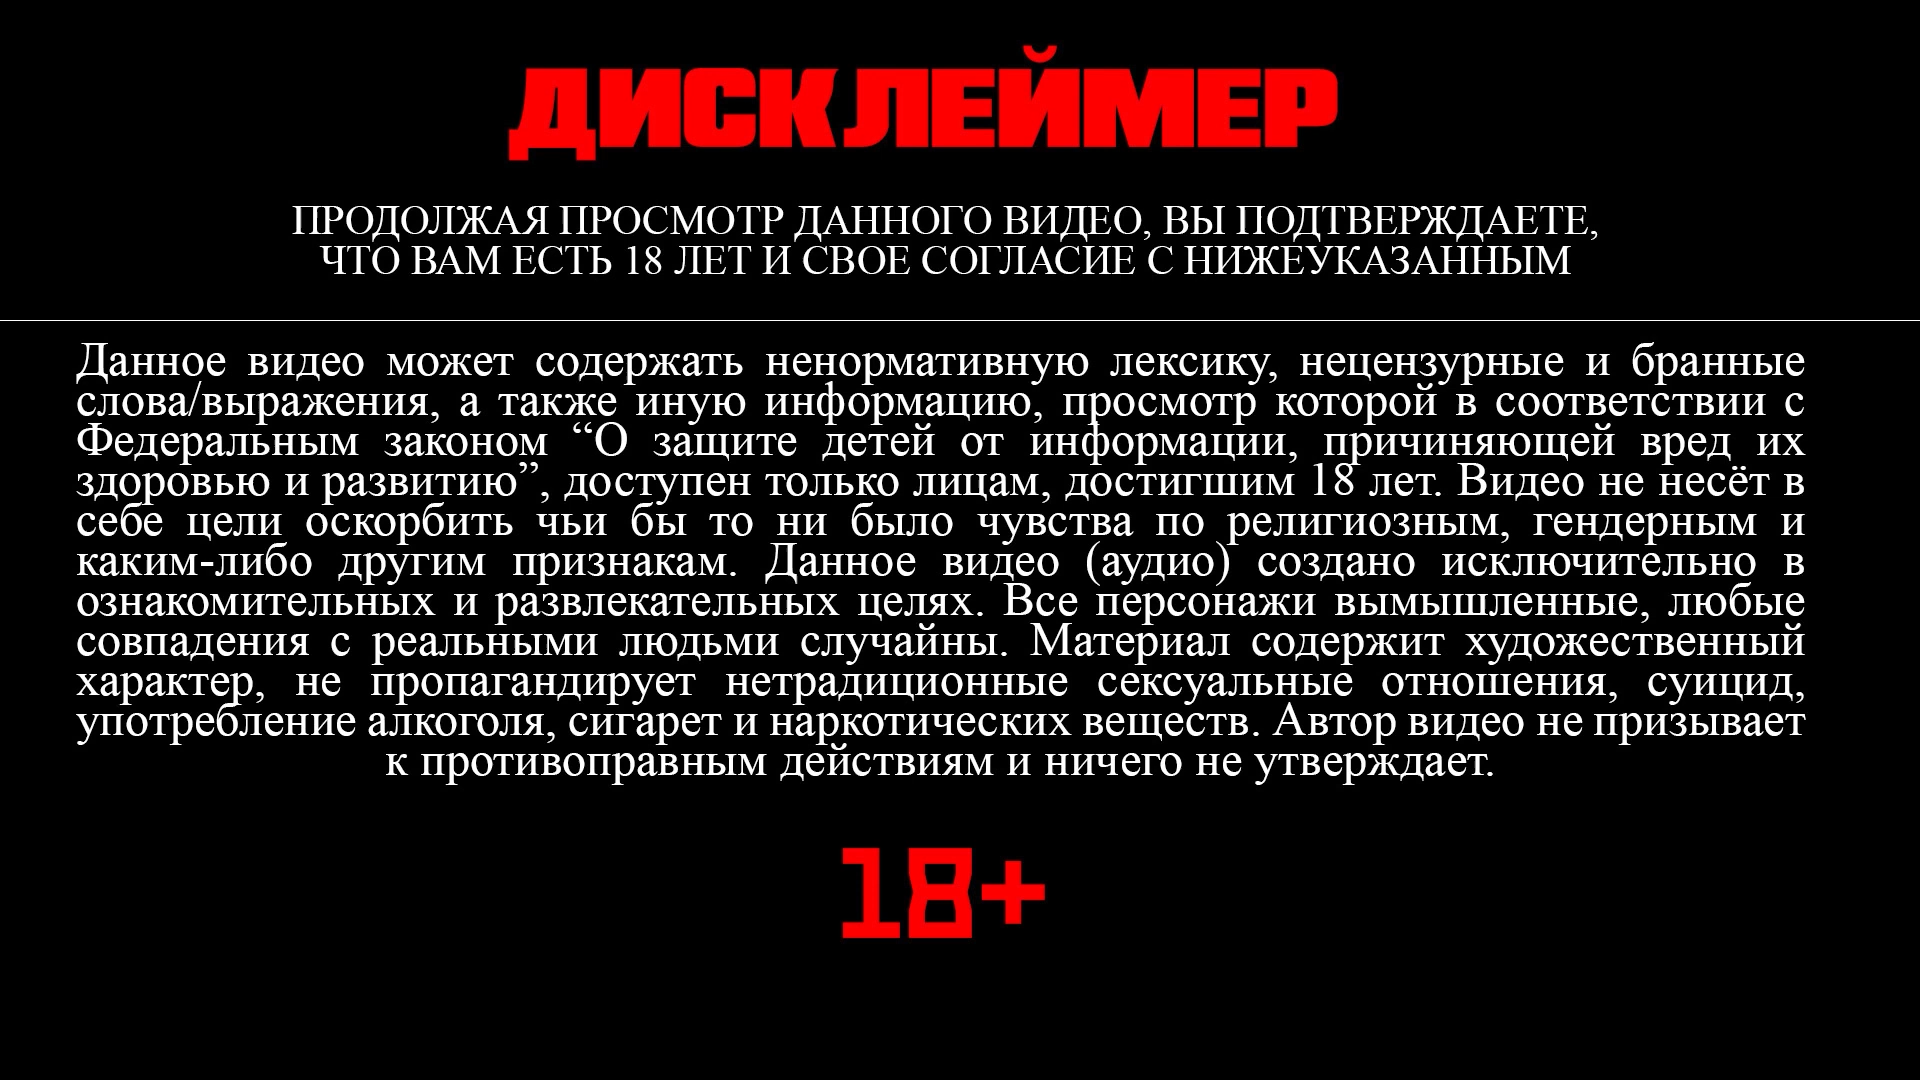 ДИСКЛЕЙМЕР
ПРОДОЛЖАЯ ПРОСМОТР ДАННОГО ВИДЕО, ВЫ ПОДТВЕРЖДАЕТЕ,
ЧТО ВАМ ЕСТЬ 18 ЛЕТ И СВОЕ СОГЛАСИЕ С НИЖЕУКАЗАННЫМ
Данное видео может содержать ненормативную лексику, нецензурные и бранные
слова/выражения, а также иную информацию, просмотр которой в соответствии с
Федеральным законом “О защите детей от информации, причиняющей вред их
здоровью и развитию”, доступен только лицам, достигшим 18 лет. Видео не несёт в
себе цели оскорбить чьи бы то ни было чувства по религиозным, гендерным и
каким-либо другим признакам. Данное видео (аудио) создано исключительно в
ознакомительных и развлекательных целях. Все персонажи вымышленные, любые
совпадения с реальными людьми случайны. Материал содержит художественный
характер, не пропагандирует нетрадиционные сексуальные отношения, суицид,
употребление алкоголя, сигарет и наркотических веществ. Автор видео не призывает
к противоправным действиям и ничего не утверждает.
18+